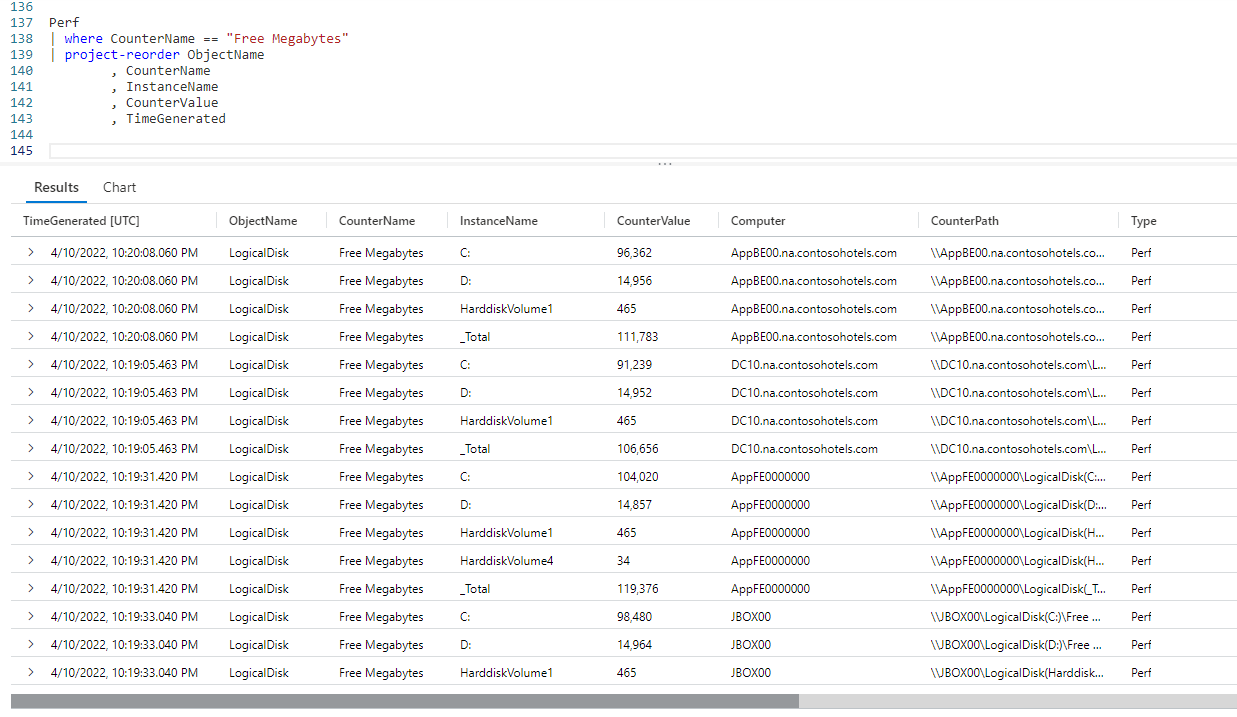 136
137 Perf
138 | where CounterName == "Free Megabytes"
139 | project-reorder ObjectName
140 , CounterName
141 , InstanceName
142 , CounterValue
143 , TimeGenerated
144
145
...
Results Chart
TimeGenerated [UTC] ObjectName CounterName InstanceName CounterValue Computer CounterPath Type
> 4/10/2022, 10:20:08.060 PM LogicalDisk Free Megabytes C: 96,362 AppBE00.na.contosohotels.com \\AppBE00.na.contosohotels.co... Perf
> 4/10/2022, 10:20:08.060 PM LogicalDisk Free Megabytes D: 14,956 AppBE00.na.contosohotels.com \\AppBE00.na.contosohotels.co... Perf
> 4/10/2022, 10:20:08.060 PM LogicalDisk Free Megabytes HarddiskVolume1 465 AppBE00.na.contosohotels.com \\AppBE00.na.contosohotels.co... Perf
> 4/10/2022, 10:20:08.060 PM LogicalDisk Free Megabytes _Total 111,783 AppBE00.na.contosohotels.com \\AppBE00.na.contosohotels.co... Perf
> 4/10/2022, 10:19:05.463 PM LogicalDisk Free Megabytes C: 91,239 DC10.na.contosohotels.com \\DC10.na.contosohotels.com\L... Perf
> 4/10/2022, 10:19:05.463 PM LogicalDisk Free Megabytes D: 14,952 DC10.na.contosohotels.com \\DC10.na.contosohotels.com\L... Perf
> 4/10/2022, 10:19:05.463 PM LogicalDisk Free Megabytes HarddiskVolume1 465 DC10.na.contosohotels.com \\DC10.na.contosohotels.com\L... Perf
> 4/10/2022, 10:19:05.463 PM LogicalDisk Free Megabytes _Total 106,656 DC10.na.contosohotels.com \\DC10.na.contosohotels.com\L... Perf
> 4/10/2022, 10:19:31.420 PM LogicalDisk Free Megabytes C: 104,020 AppFE0000000 \\AppFE0000000\LogicalDisk(C:... Perf
> 4/10/2022, 10:19:31.420 PM LogicalDisk Free Megabytes D: 14,857 AppFE0000000 \\AppFE0000000\LogicalDisk(D:... Perf
> 4/10/2022, 10:19:31.420 PM LogicalDisk Free Megabytes HarddiskVolume1 465 AppFE0000000 \\AppFE0000000\LogicalDisk(H... Perf
> 4/10/2022, 10:19:31.420 PM LogicalDisk Free Megabytes HarddiskVolume4 34 AppFE0000000 \\AppFE0000000\LogicalDisk(H... Perf
> 4/10/2022, 10:19:31.420 PM LogicalDisk Free Megabytes _Total 119,376 AppFE0000000 \\AppFE0000000\LogicalDisk(_T... Perf
> 4/10/2022, 10:19:33.040 PM LogicalDisk Free Megabytes C: 98,480 JBOX00 \\JBOX00\LogicalDisk(C:)\Free ... Perf
> 4/10/2022, 10:19:33.040 PM LogicalDisk Free Megabytes D: 14,964 JBOX00 \\JBOX00\LogicalDisk(D:)\Free ... Perf
> 4/10/2022, 10:19:33.040 PM LogicalDisk Free Megabytes HarddiskVolume1 465 JBOX00 \\JBOX00\LogicalDisk(Harddisk... Perf